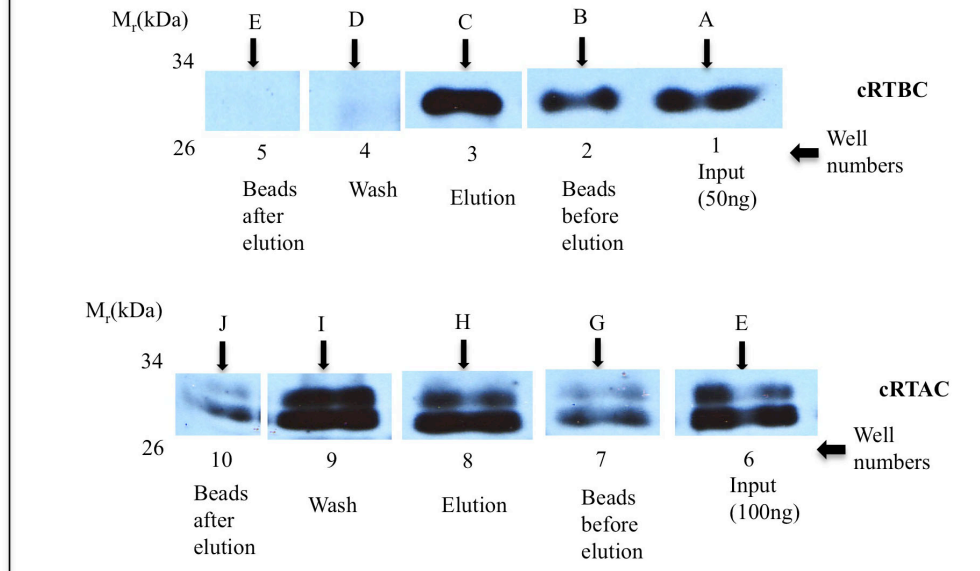 Mr(kDa)
E
D
C
B
A
34
cRTBC
26
5
4
3
2
1
Well
numbers
Beads
after
elution
Wash
Elution
Beads
before
elution
Input
(50ng)
Mr(kDa)
J
I
H
G
E
34
cRTAC
26
10
9
8
7
6
Well
numbers
Beads
after
elution
Wash
Elution
Beads
before
elution
Input
(100ng)